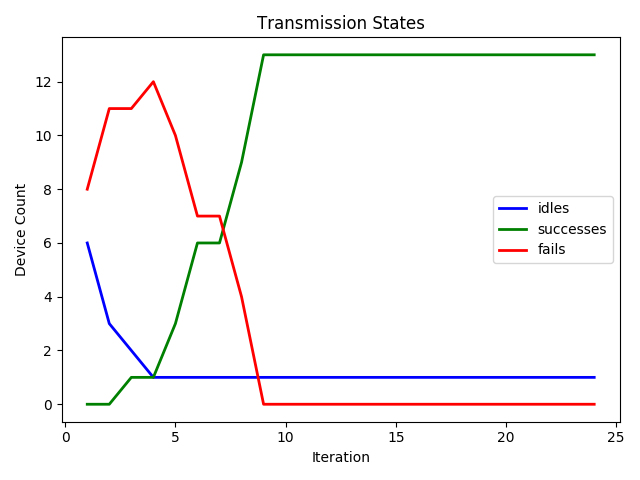 Transmission States
Device Count
12
10
8
6
4
2
0
idles
successes
fails
0 5 10 15 20 25
Iteration